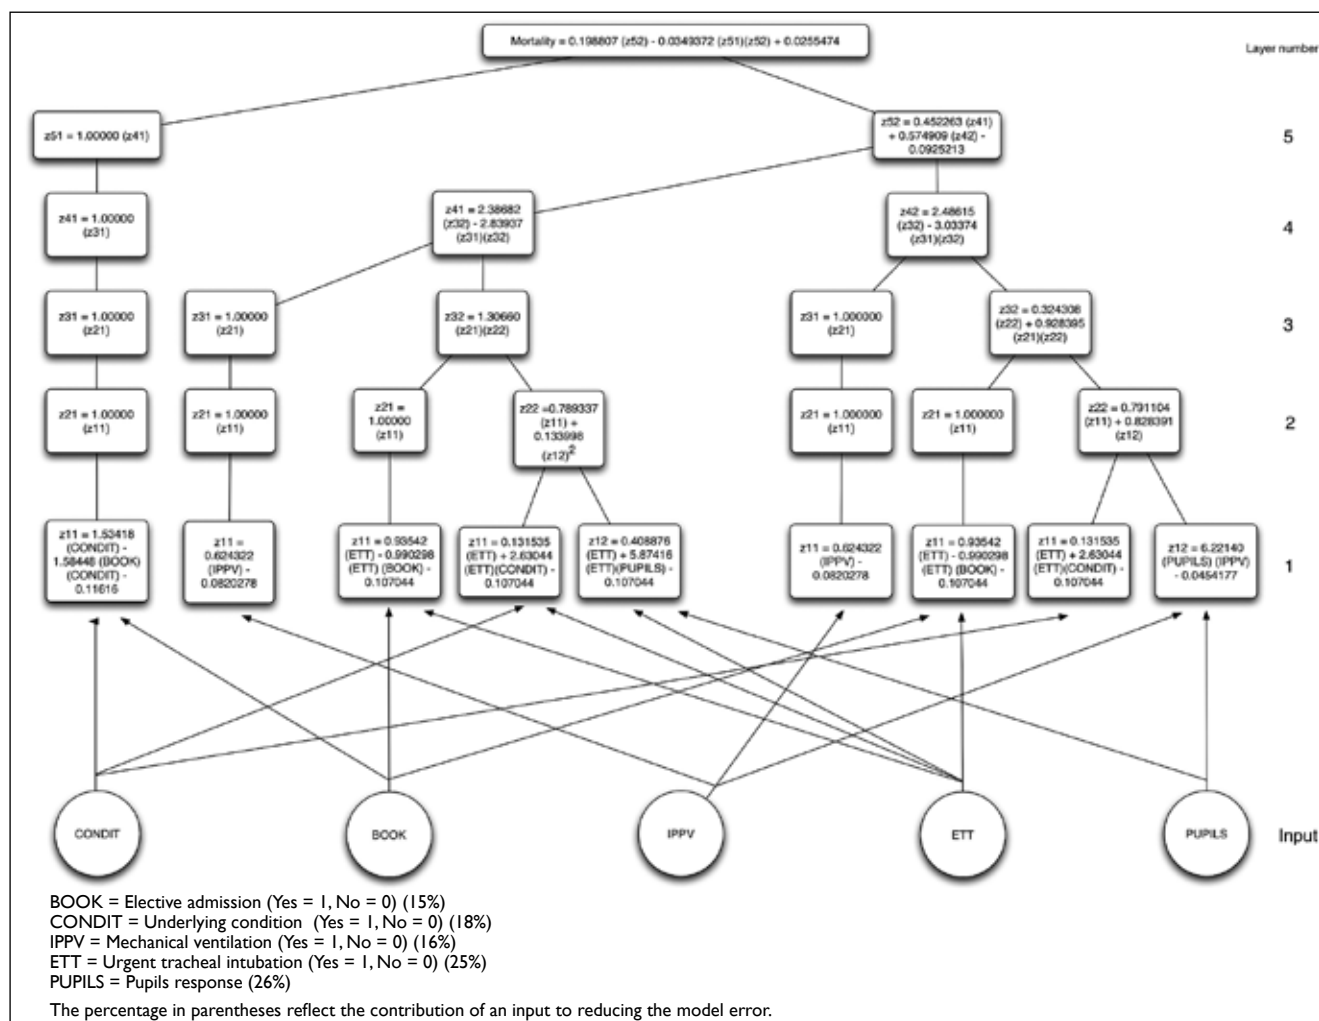 Mortality = 0.198807 (z52) - 0.0349372 (z51)(z52) + 0.0255474
Layer number
z51 = 1.00000 (z41)
z52 = 0.452263 (z41)
+ 0.574909 (z42) -
0.0925213
5
z41 = 1.00000
(z31)
z41 = 2.38682
(z32) - 2.83937
(z31)(z32)
z42 = 2.48615
(z32) - 3.03374
(z31)(z32)
4
z31 = 1.00000
(z21)
z31 = 1.00000
(z21)
z32 = 1.30660
(z21)(z22)
z31 = 1.000000
(z21)
z32 = 0.324308
(z22) + 0.928395
(z21)(z22)
3
z21 = 1.00000
(z11)
z21 = 1.00000
(z11)
z21 =
1.00000
(z11)
z22 =0.789337
(z11) +
0.133998
(z12)2
z21 = 1.000000
(z11)
z21 = 1.000000
(z11)
z22 = 0.791104
(z11) + 0.828391
(z12)
2
z11 = 1.53418
(CONDIT) -
1.58448 (BOOK)
(CONDIT) -
0.11616
z11 =
0.624322
(IPPV) -
0.0820278
z11 = 0.93542
(ETT) - 0.990298
(ETT) (BOOK) -
0.107044
z11 = 0.131535
(ETT) + 2.63044
(ETT)(CONDIT) -
0.107044
z12 = 0.408876
(ETT) + 5.87416
(ETT)(PUPILS) -
0.107044
z11 = 0.624322
(IPPV) -
0.0820278
z11 = 0.93542
(ETT) - 0.990298
(ETT) (BOOK) -
0.107044
z11 = 0.131535
(ETT) + 2.63044
(ETT)(CONDIT) -
0.107044
z12 = 6.22140
(PUPILS) (IPPV)
- 0.0454177
1
CONDIT
BOOK
IPPV
ETT
PUPILS
Input
BOOK = Elective admission (Yes = 1, No = 0) (15%)
CONDIT = Underlying condition (Yes = 1, No = 0) (18%)
IPPV = Mechanical ventilation (Yes = 1, No = 0) (16%)
ETT = Urgent tracheal intubation (Yes = 1, No = 0) (25%)
PUPILS = Pupils response (26%)
The percentage in parentheses reflect the contribution of an input to reducing the model error.